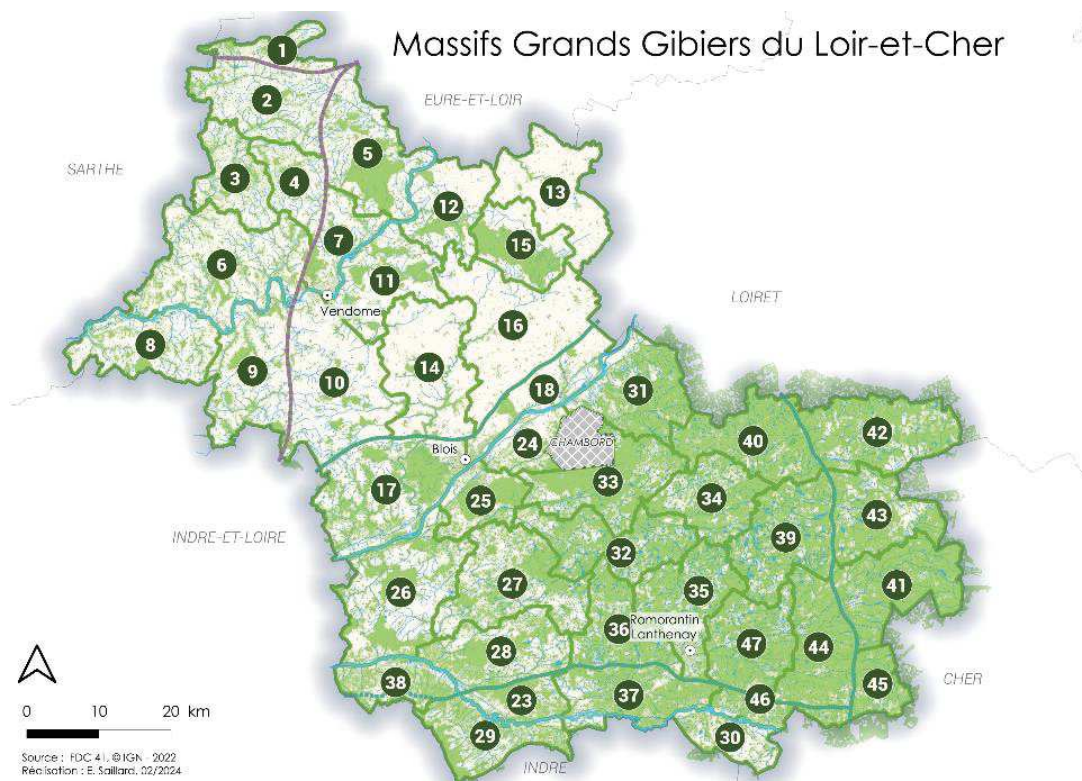 Massifs Grands Gibiers du Loir-et-Cher
1
EURE-ET-LOIR
2
5
SARTHE
3
4
13
12
7
15
6
11
LOIRET
Vendome
16
8
14
9
10
18
31
CHAMBORD
24
40
42
Blois
17
33
25
34
43
INDRE-ET-LOIRE
39
32
27
41
26
35
Romorantin
Lanthenay
36
47
44
28
CHER
38
45
37
23
46
29
30
INDRE
0 10 20 km
Source : FDC 41, © IGN - 2022
Réalisation : E. Saillard, 02/2024